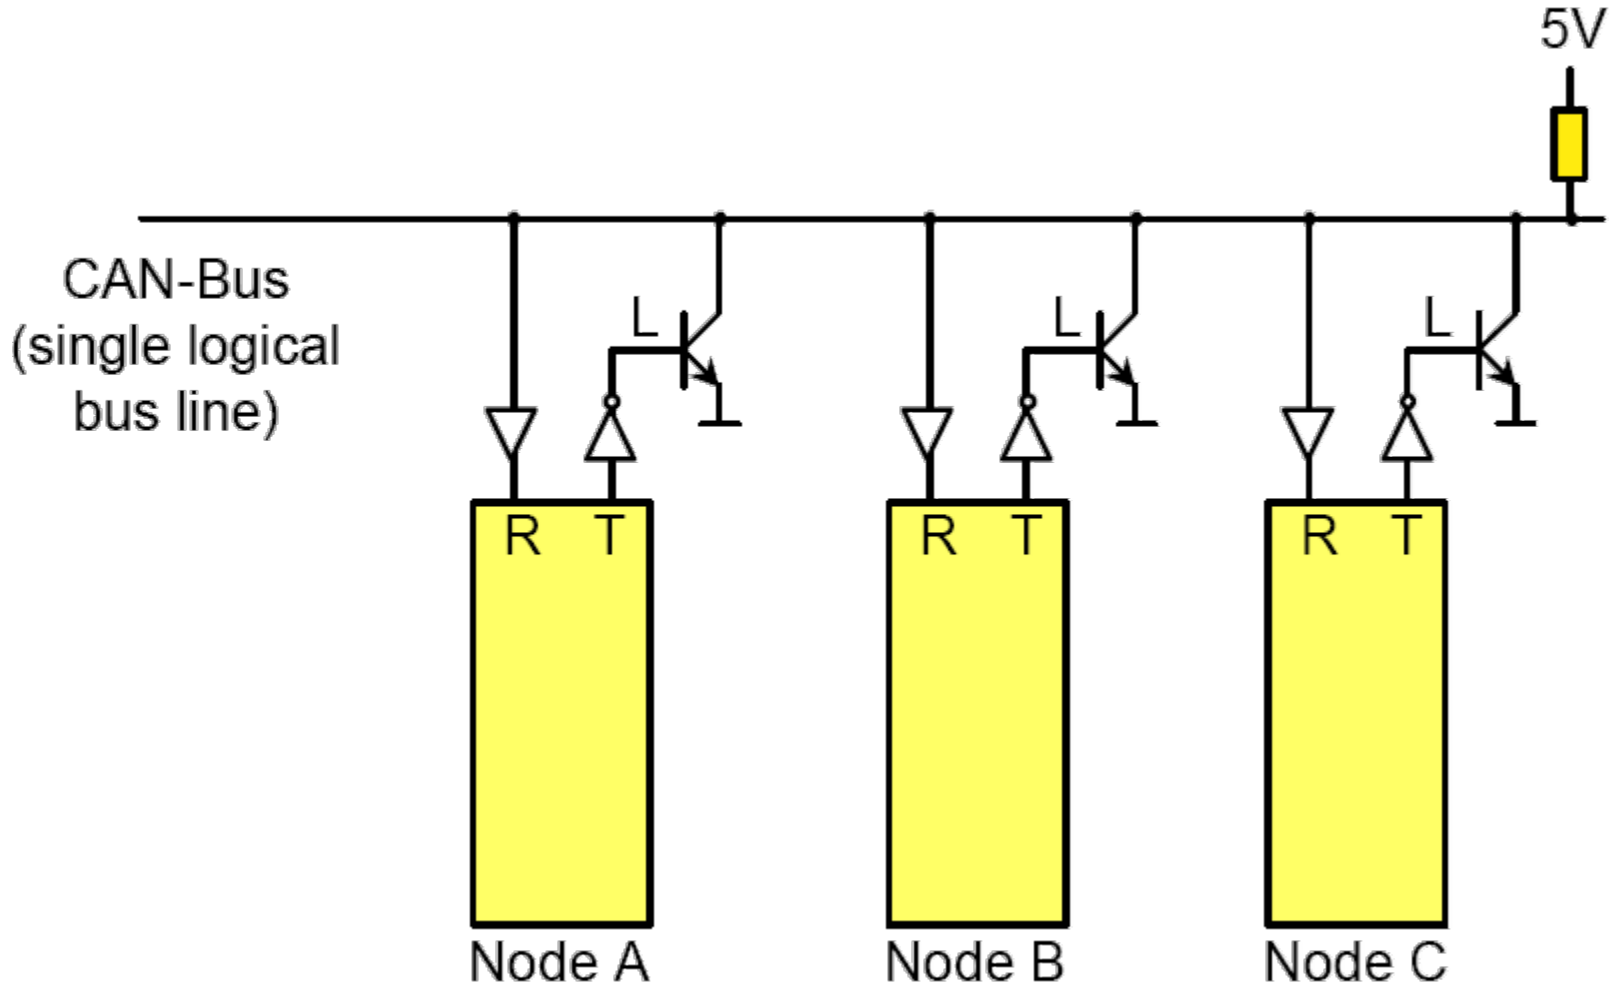 5V
CAN-Bus
(single logical
bus line)
L
L
L
R T
R T
R T
Node A
Node B
Node C